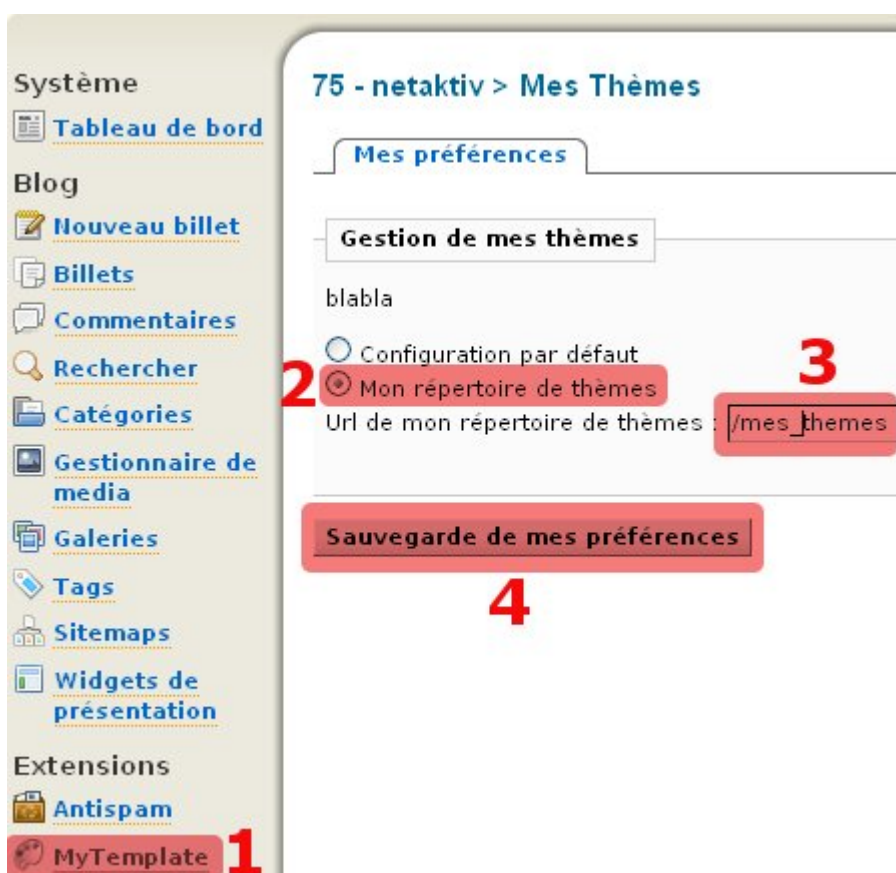 Système
Tableau de bord
Blog
Nouveau billet
Billets
Commentaires
Rechercher
Catégories
Gestionnaire de
media
Galeries
Tags
Sitemaps
Widgets de
présentation
Extensions
Antispam
MyTemplate
1
75 - netaktiv > Mes Thèmes
Mes préférences
Gestion de mes thèmes
blabla
Configuration par défaut
2
Mon répertoire de thèmes
3
Url de mon répertoire de thèmes : /mes_themes
Sauvegarde de mes préférences
4